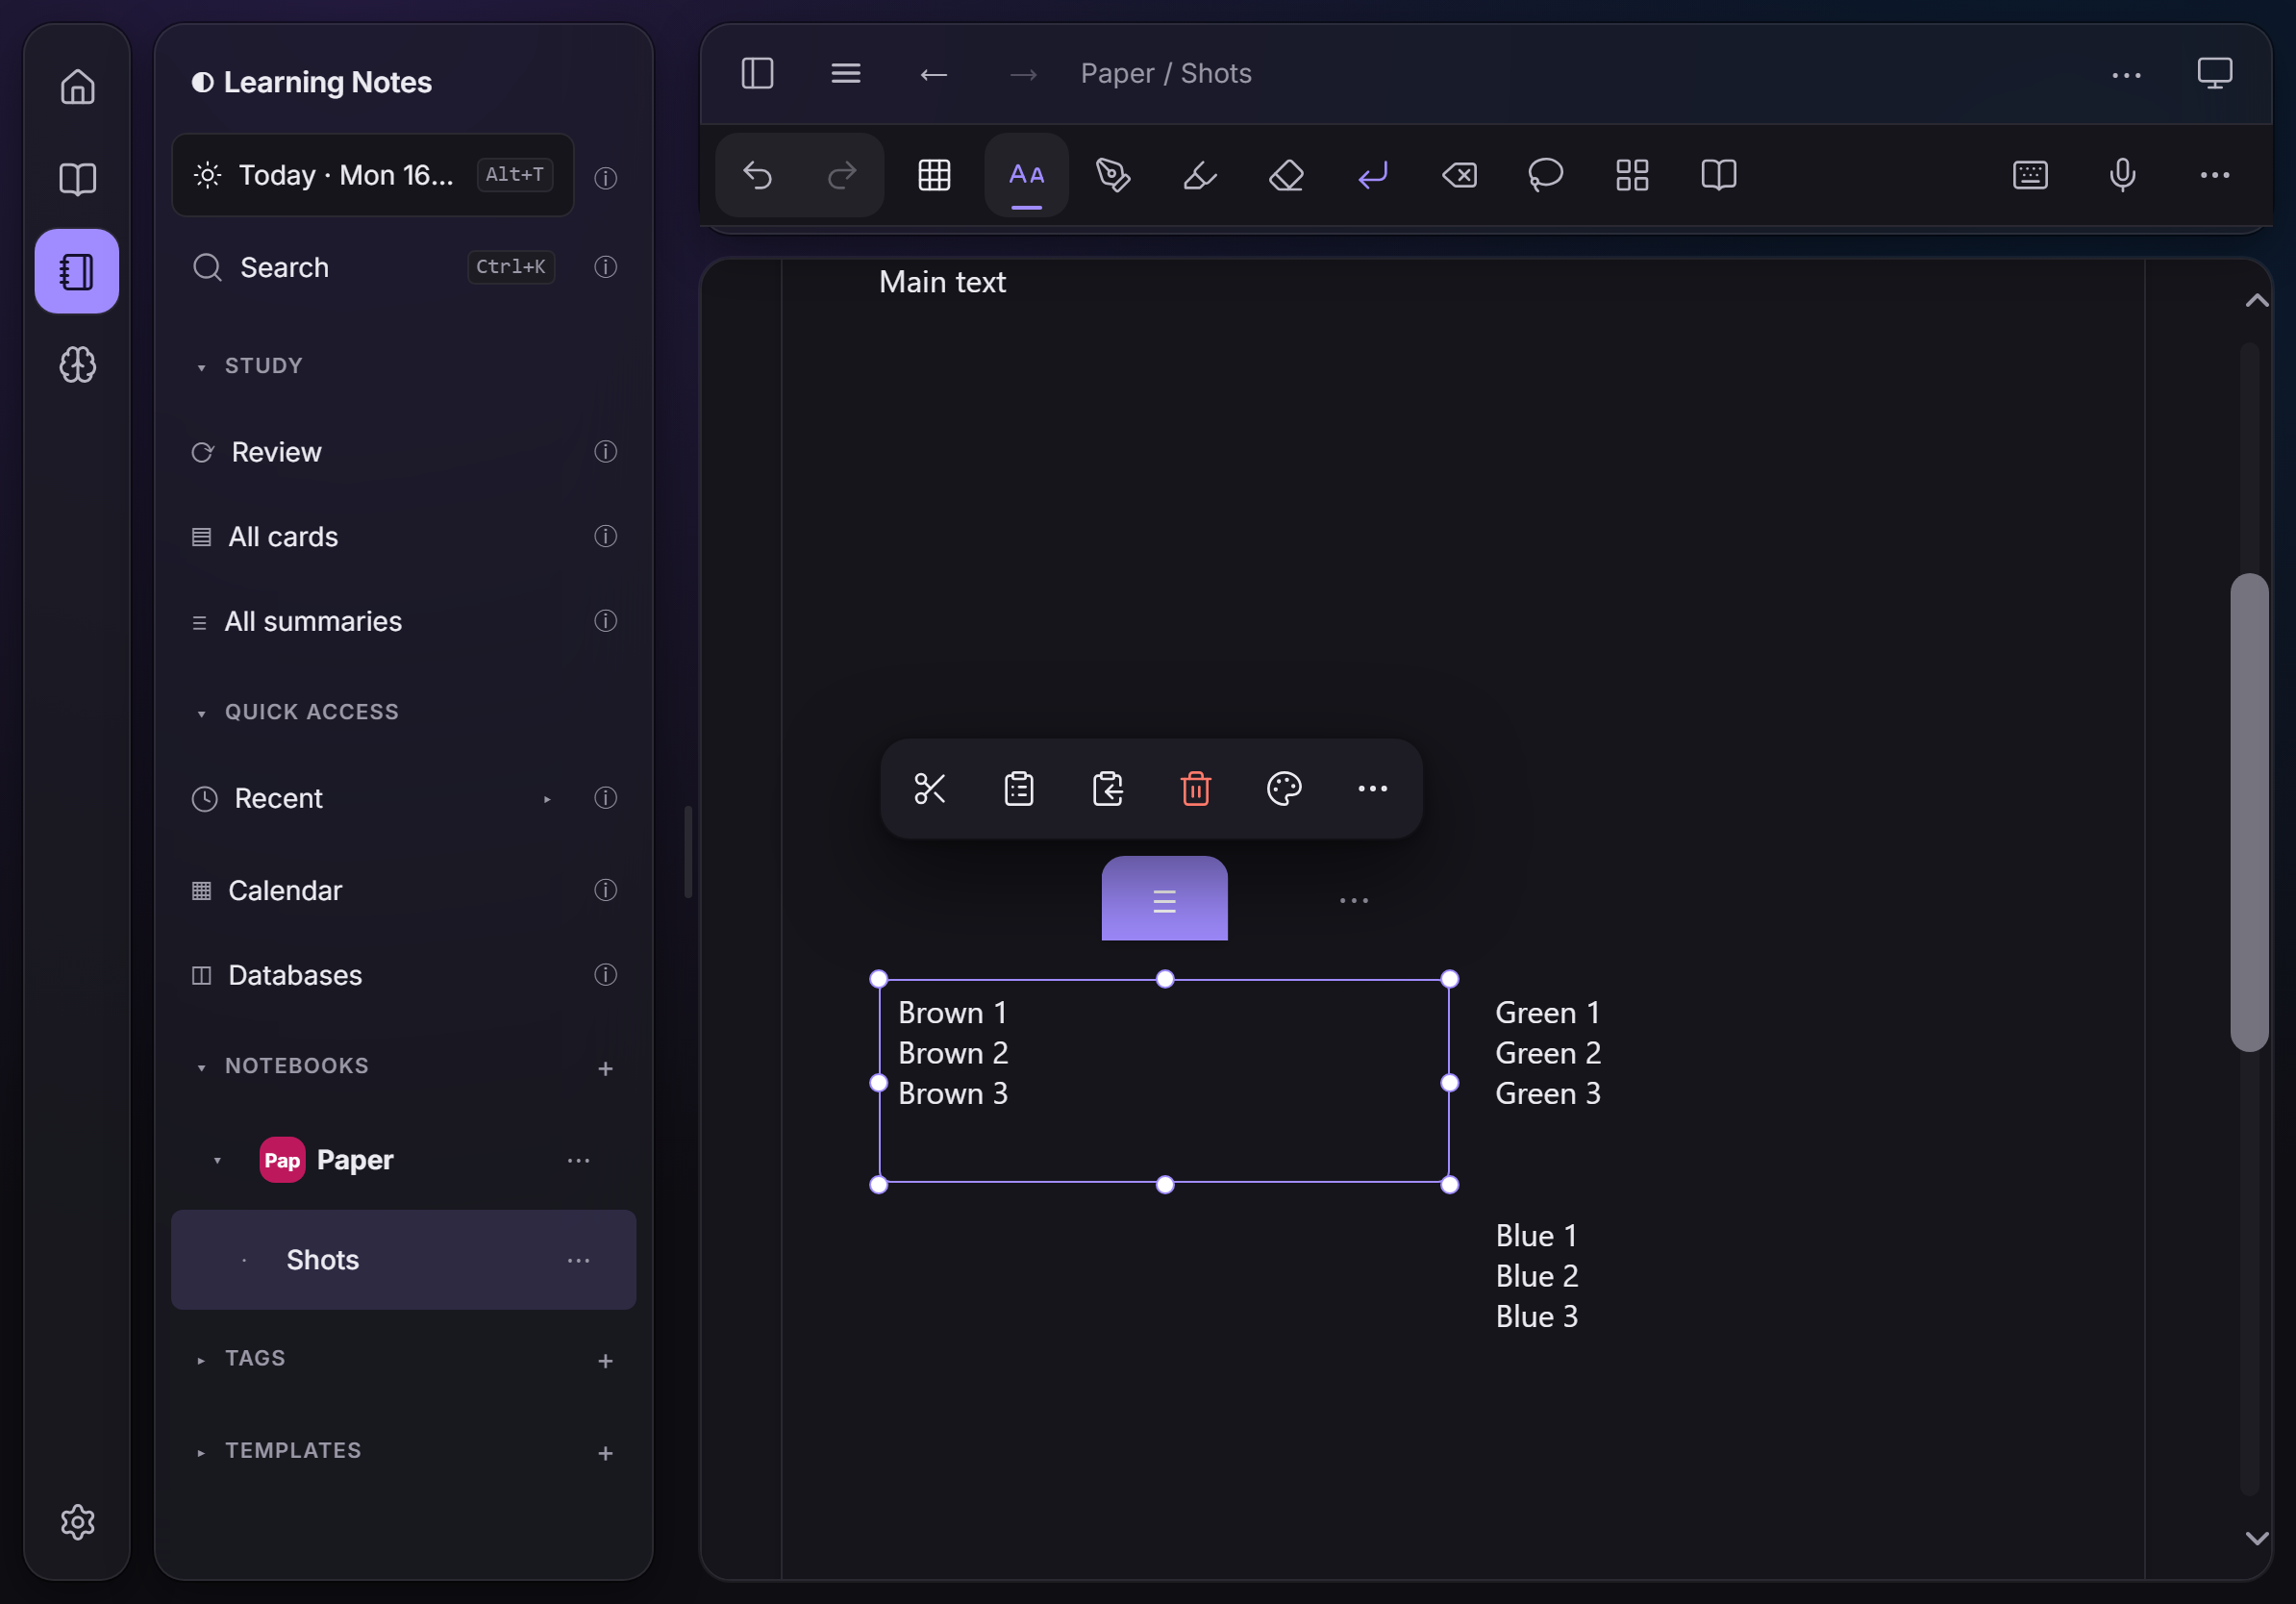 Learning Notes
Today · Mon 16... Alt+T
Search Ctrl+K
STUDY
Review
All cards
All summaries
QUICK ACCESS
Recent
Calendar
Databases
NOTEBOOKS
Pap Paper
Shots
TAGS
TEMPLATES
Paper / Shots
AA
Main text
Brown 1
Brown 2
Brown 3
Green 1
Green 2
Green 3
Blue 1
Blue 2
Blue 3